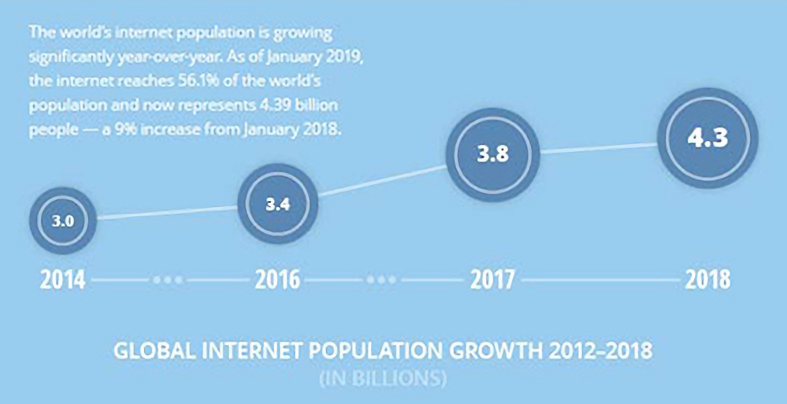 The world's internet population is growing
significantly year-over-year. As of January 2019,
the internet reaches 56.1% of the world's
population and now represents 4.39 billion
people — a 9% increase from January 2018.
3.0
3.4
3.8
4.3
2014
2016
2017
2018
GLOBAL INTERNET POPULATION GROWTH 2012–2018
(IN BILLIONS)